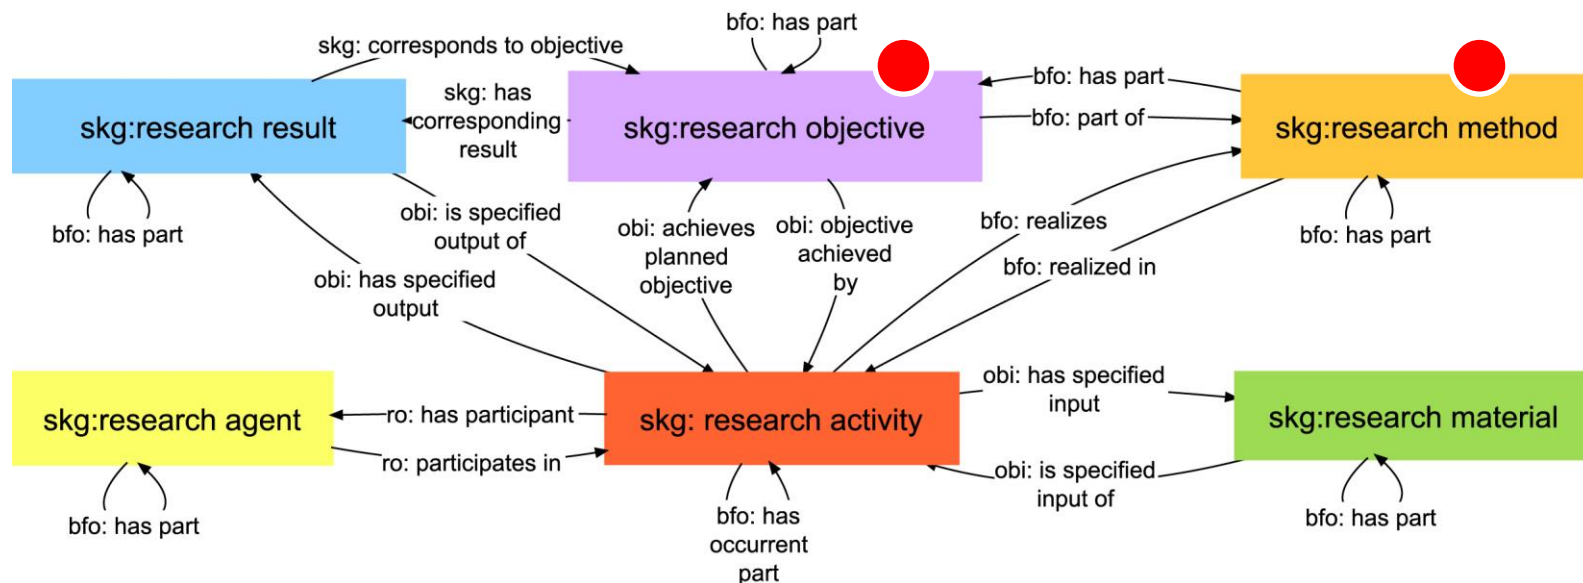 bfo: has part
skg: corresponds to objective
skg: has
corresponding
result
bfo: has part
bfo: part of
skg:research result
skg:research objective
skg:research method
bfo: has part
obi: is specified
output of
obi: achieves
planned
objective
obi: objective
achieved
by
bfo: realizes
bfo: realized in
bfo: has part
obi: has specified
output
skg:research agent
ro: has participant
ro: participates in
skg: research activity
obi: has specified
input
obi: is specified
input of
skg:research material
bfo: has part
bfo: has
occurrent
part
bfo: has part